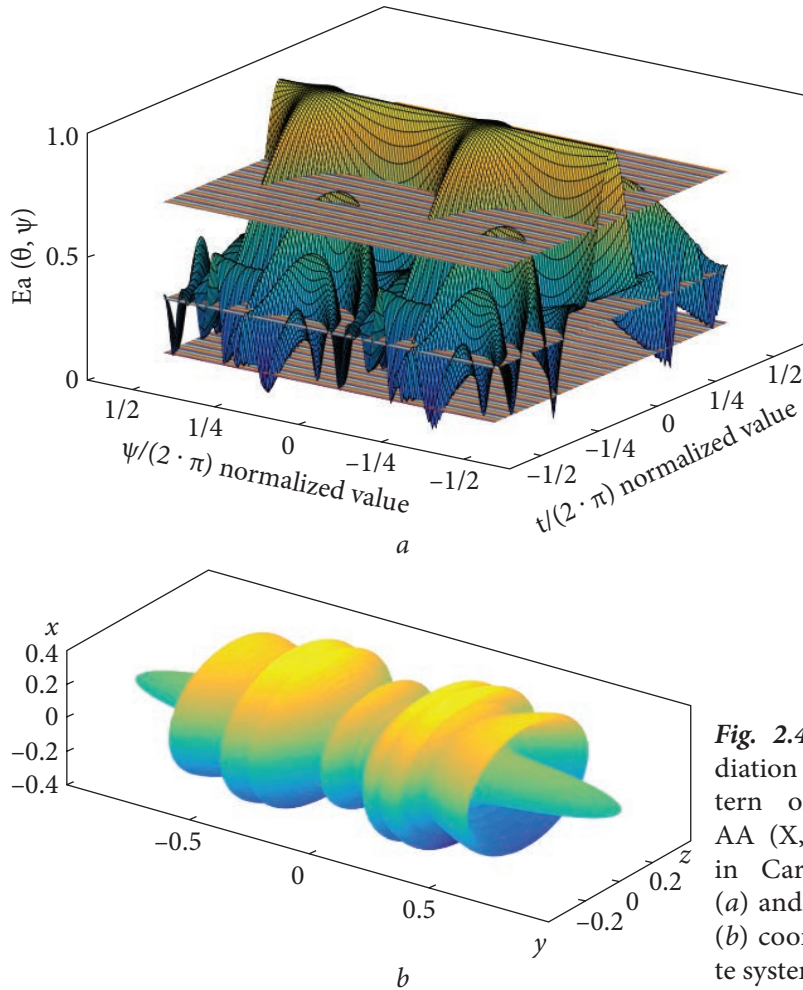 1.0
0.5
0
Ea (θ, ψ)
1/2
1/4
0
−1/4
−1/2
ψ/(2 · π) normalized value
−1/2
−1/4
0
1/4
1/2
t/(2 · π) normalized value
a
x
0.4
0.2
0
−0.2
−0.4
−0.5
0
0.5
y
−0.2
0
0.2
z
b
Fig. 2.4
diation
tern o
AA (X,
in Car
(a) and
(b) coor
te system